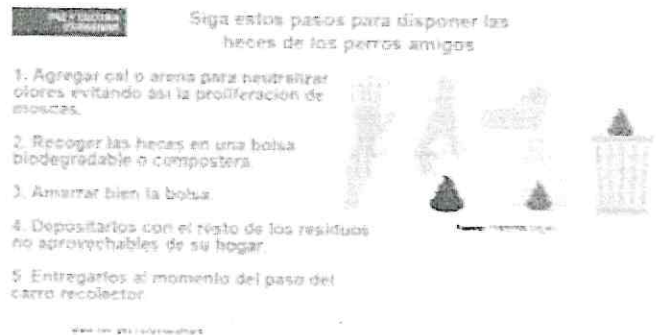 Siga estos pasos para disponer las
heces de los perros amigos
1. Agregar cal o arena para neutralizar
olores evitando así la proliferación de
moscas.
2. Recoger las heces en una bolsa
biodegradable o compostera
3. Amarrar bien la bolsa.
4. Depositarlos con el resto de los residuos
no aprovechables de su hogar.
5. Entregarlos al momento del paso del
carro recolector